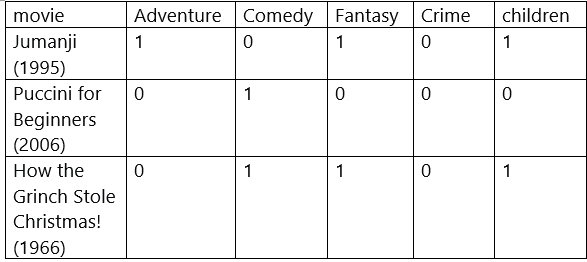 movie Adventure Comedy Fantasy Crime children
Jumanji 1 0 1 0 1
(1995)
Puccini for 0 1 0 0 0
Beginners
(2006)
How the 0 1 1 0 1
Grinch Stole
Christmas!
(1966)